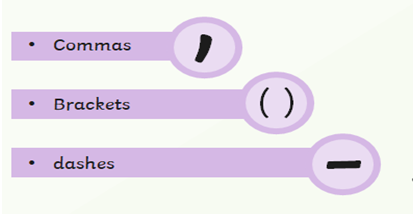 • Commas ,
• Brackets ( )
• dashes –